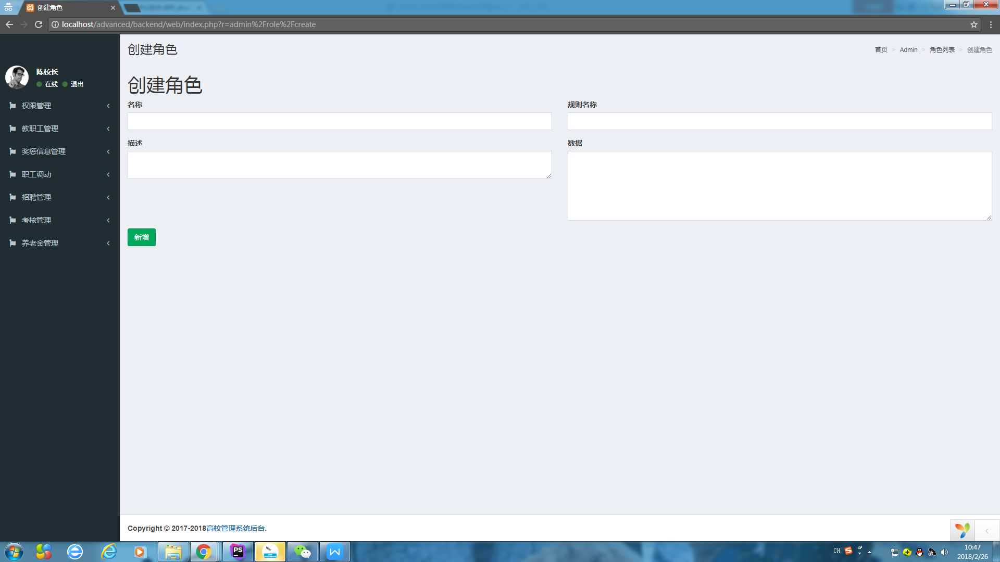 创建角色
localhost/advanced/backend/web/index.php?r=admin%2Frole%2Fcreate
创建角色
首页 > Admin > 角色列表 > 创建角色
陈校长
在线 退出
创建角色
权限管理
教职工管理
奖惩信息管理
职工调动
招聘管理
考核管理
养老金管理
名称
规则名称
描述
数据
新增
Copyright © 2017-2018高校管理系统后台.
PS
CH
10:47
2018/2/26